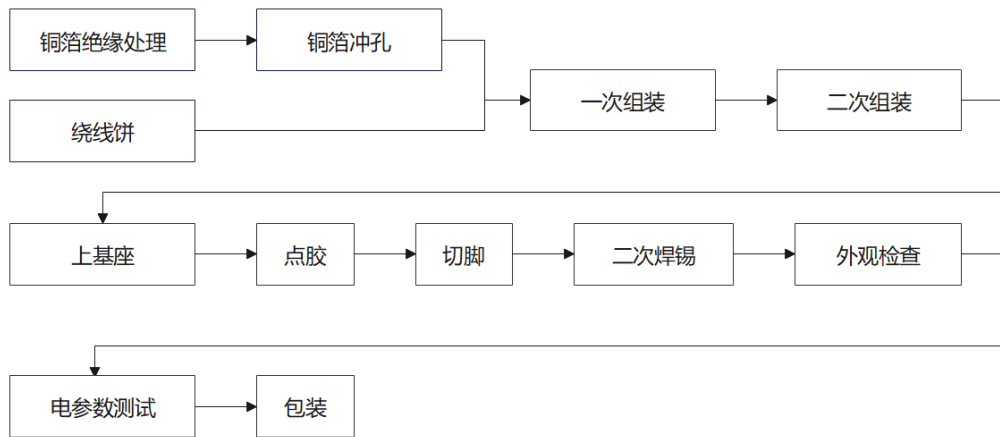 铜箔绝缘处理
铜箔冲孔
绕线饼
一次组装
二次组装
上基座
点胶
切脚
二次焊锡
外观检查
电参数测试
包装